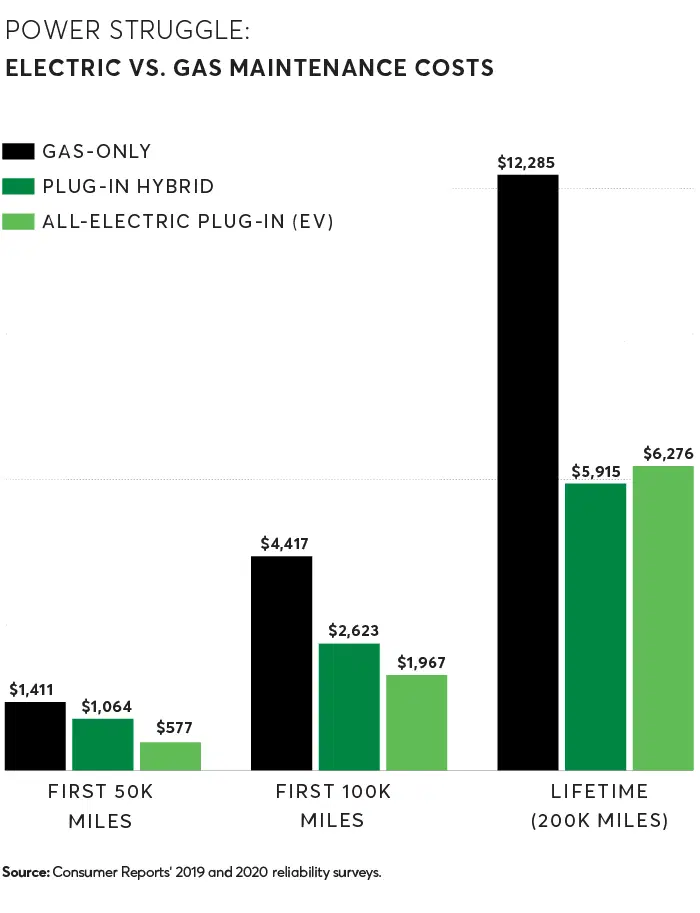 POWER STRUGGLE:
ELECTRIC VS. GAS MAINTENANCE COSTS
GAS-ONLY
PLUG-IN HYBRID
ALL-ELECTRIC PLUG-IN (EV)
$1,411
$1,064
$577
$4,417
$2,623
$1,967
$12,285
$5,915
$6,276
FIRST 50K
MILES
FIRST 100K
MILES
LIFETIME
(200K MILES)
Source: Consumer Reports' 2019 and 2020 reliability surveys.